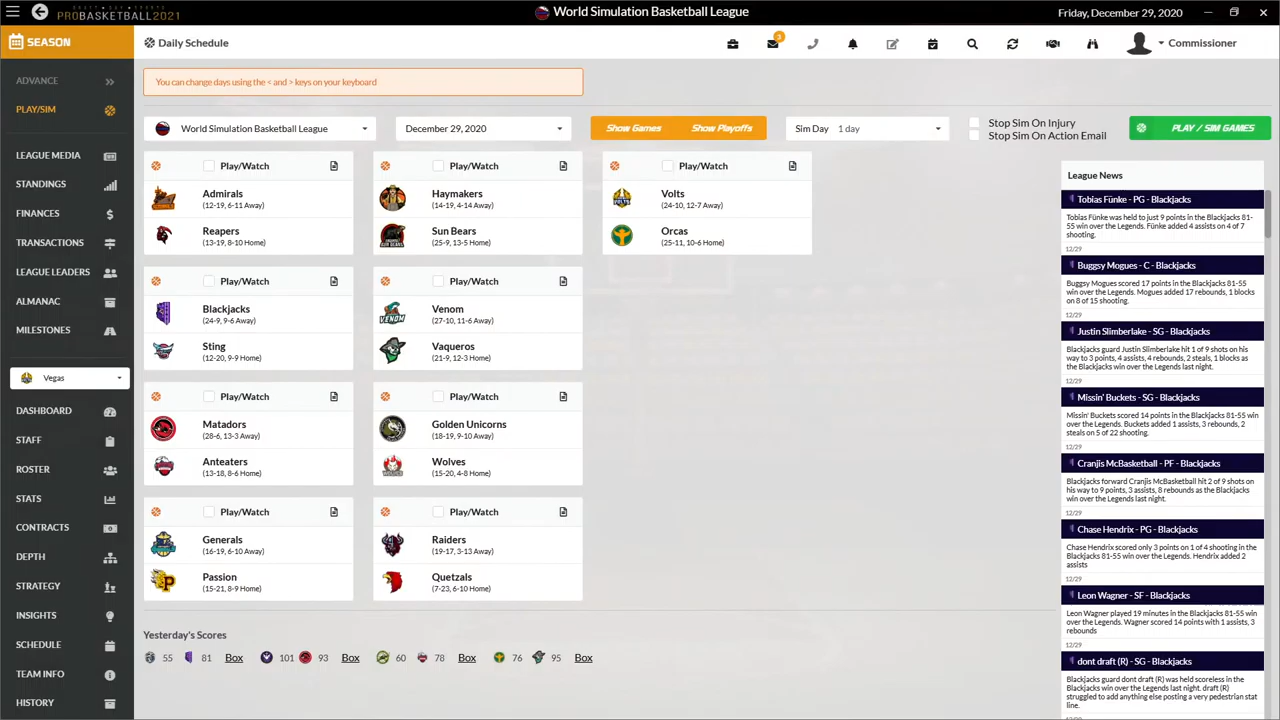 DRAFT DAY SPORTS
PROBASKETBALL2021
World Simulation Basketball League
Friday, December 29, 2020
SEASON
Daily Schedule
3
Commissioner
ADVANCE
PLAY/SIM
You can change days using the < and > keys on your keyboard
World Simulation Basketball League
December 29, 2020
Show Games
Show Playoffs
Sim Day 1 day
Stop Sim On Injury
Stop Sim On Action Email
PLAY / SIM GAMES
LEAGUE MEDIA
STANDINGS
FINANCES
TRANSACTIONS
LEAGUE LEADERS
ALMANAC
MILESTONES
Vegas
DASHBOARD
STAFF
ROSTER
STATS
CONTRACTS
DEPTH
STRATEGY
INSIGHTS
SCHEDULE
TEAM INFO
HISTORY
Play/Watch
Admirals
(12-19, 6-11 Away)
Reapers
(13-19, 8-10 Home)
Play/Watch
Haymakers
(14-19, 4-14 Away)
Sun Bears
(25-9, 13-5 Home)
Play/Watch
Volts
(24-10, 12-7 Away)
Orcas
(25-11, 10-6 Home)
Play/Watch
Blackjacks
(24-9, 9-6 Away)
Sting
(12-20, 9-9 Home)
Play/Watch
Venom
(27-10, 11-6 Away)
Vaqueros
(21-9, 12-3 Home)
Play/Watch
Matadors
(28-6, 13-3 Away)
Anteaters
(13-18, 8-6 Home)
Play/Watch
Golden Unicorns
(18-19, 9-10 Away)
Wolves
(15-20, 4-8 Home)
Play/Watch
Generals
(16-19, 6-10 Away)
Passion
(15-21, 8-9 Home)
Play/Watch
Raiders
(19-17, 3-13 Away)
Quetzals
(7-23, 6-10 Home)
Yesterday's Scores
55 81 Box 101 93 Box 60 78 Box 76 95 Box
League News
Tobias Fünke - PG - Blackjacks
Tobias Fünke was held to just 9 points in the Blackjacks 81-
55 win over the Legends. Fünke added 4 assists on 4 of 7
shooting.
12/29
Buggsy Mogues - C - Blackjacks
Buggsy Mogues scored 17 points in the Blackjacks 81-55
win over the Legends. Mogues added 17 rebounds, 1 blocks
on 8 of 15 shooting.
12/29
Justin Slimberlake - SG - Blackjacks
Blackjacks guard Justin Slimberlake hit 1 of 9 shots on his
way to 3 points, 4 assists, 4 rebounds, 2 steals, 1 blocks as
the Blackjacks win over the Legends last night.
12/29
Missin' Buckets - SG - Blackjacks
Missin' Buckets scored 14 points in the Blackjacks 81-55 win
over the Legends. Buckets added 1 assists, 3 rebounds, 2
steals on 5 of 22 shooting.
12/29
Cranjis McBasketball - PF - Blackjacks
Blackjacks forward Cranjis McBasketball hit 2 of 9 shots on
his way to 9 points, 3 assists, 8 rebounds as the Blackjacks
win over the Legends last night.
12/29
Chase Hendrix - PG - Blackjacks
Chase Hendrix scored only 3 points on 1 of 4 shooting in the
Blackjacks 81-55 win over the Legends. Hendrix added 2
assists
12/29
Leon Wagner - SF - Blackjacks
Leon Wagner played 19 minutes in the Blackjacks 81-55 win
over the Legends. Wagner scored 14 points with 1 assists, 3
rebounds
12/29
dont draft (R) - SG - Blackjacks
Blackjacks guard dont draft (R) was held scoreless in the
Blackjacks win over the Legends last night. draft (R)
struggled to add anything else posting a very pedestrian stat
line.
12/29